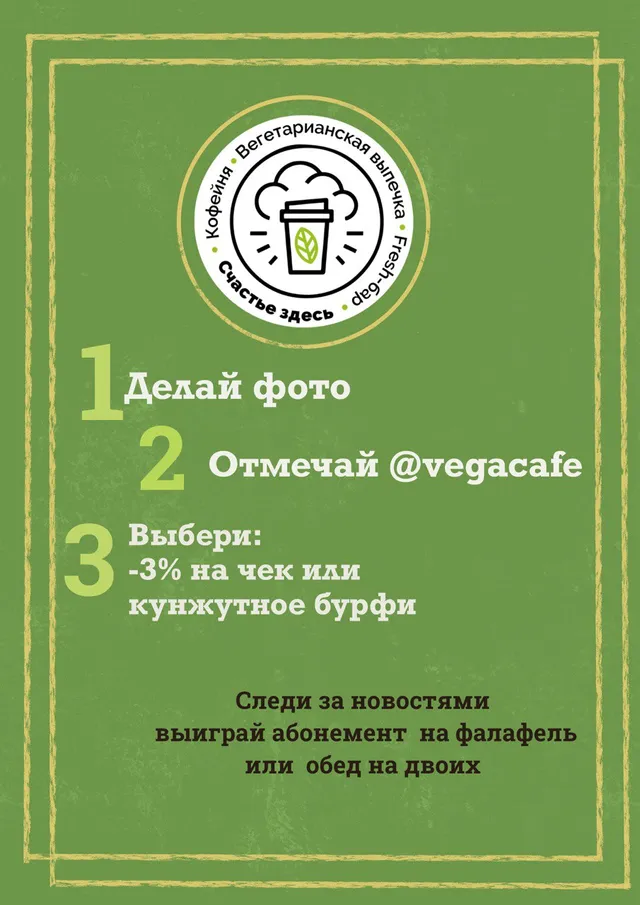 Кофейня • Вегетарианская выпечка • Fresh-бар •
Счастье здесь
1 Делай фото
2 Отмечай @vegacafe
3 Выбери:
-3% на чек или
кунжутное бурфи
Следи за новостями
выиграй абонемент на фалафель
или обед на двоих